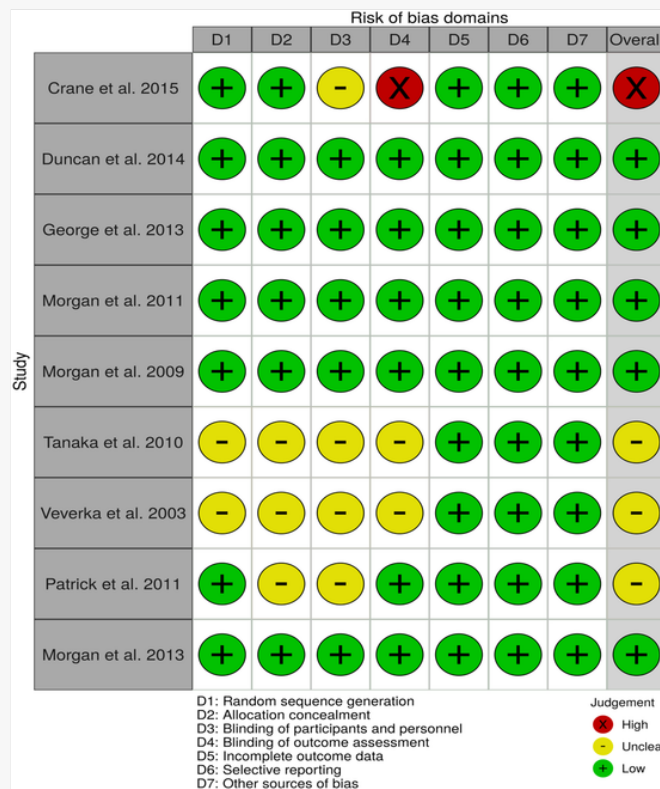 Risk of bias domains
D1 D2 D3 D4 D5 D6 D7 Overal
Study
Crane et al. 2015 + + - X + + + X
Duncan et al. 2014 + + + + + + + +
George et al. 2013 + + + + + + + +
Morgan et al. 2011 + + + + + + + +
Morgan et al. 2009 + + + + + + + +
Tanaka et al. 2010 - - - - + + + -
Veverka et al. 2003 - - - - + + + -
Patrick et al. 2011 + - - + + + + -
Morgan et al. 2013 + + + + + + + +
D1: Random sequence generation
D2: Allocation concealment
D3: Blinding of participants and personnel
D4: Blinding of outcome assessment
D5: Incomplete outcome data
D6: Selective reporting
D7: Other sources of bias
Judgement
X High
- Unclea
+ Low